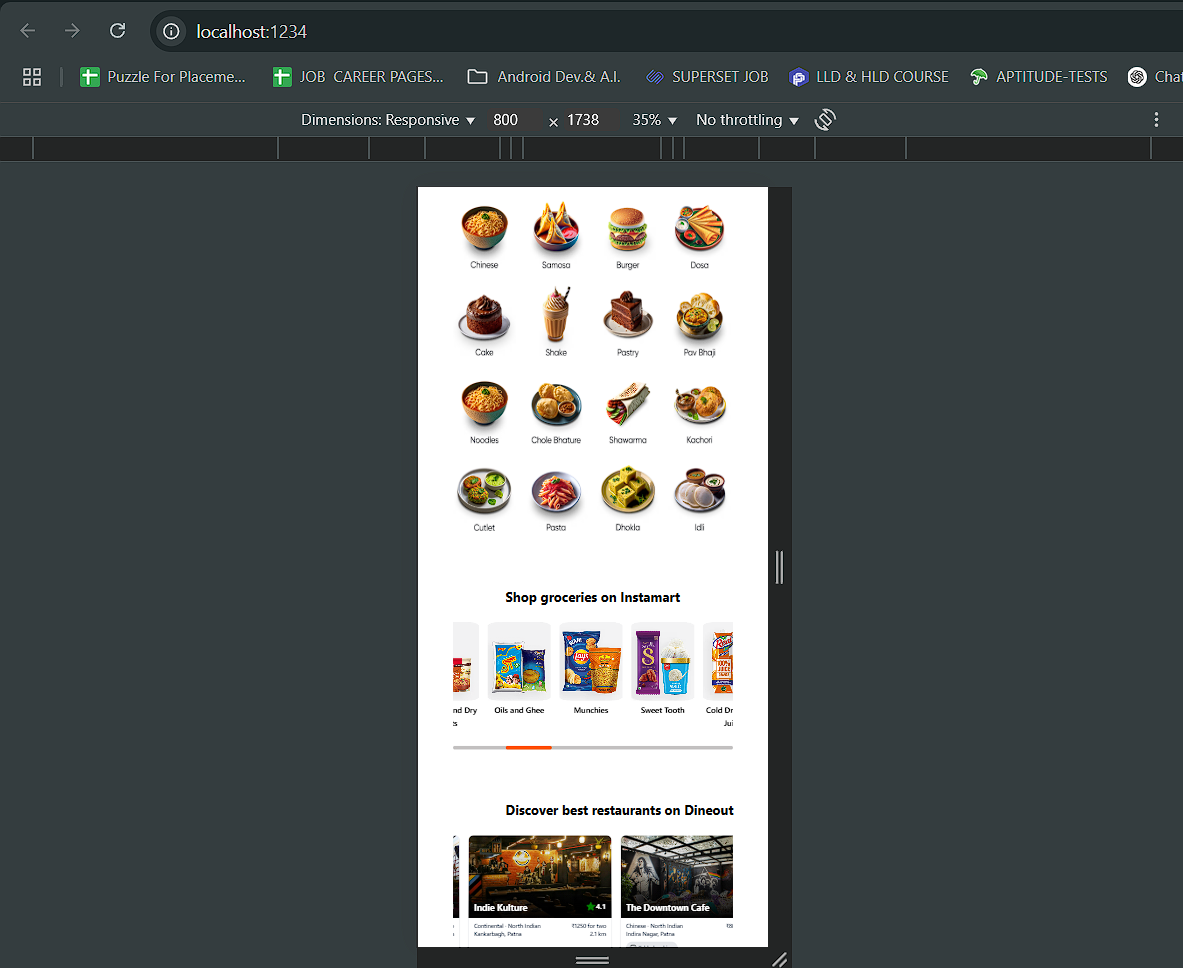 localhost:1234
Puzzle For Placeme... JOB CAREER PAGES... Android Dev.& A.I. SUPERSET JOB LLD & HLD COURSE APTITUDE-TESTS Chat
Dimensions: Responsive 800 × 1738 35% No throttling
Chinese Samosa Burger Dosa
Cake Shake Pastry Pav Bhaji
Noodles Chole Bhature Shawarma Kachori
Cutlet Pasta Dhokla Idli
Shop groceries on Instamart
Lay's Real
100%
JUICE
nd Dry Oils and Ghee Munchies Sweet Tooth Cold Dr
Jui
Discover best restaurants on Dineout
Indie Kulture 4.1 The Downtown Cafe
Continental · North Indian ₹1250 for two Chinese · North Indian
Kankarbagh, Patna 2.1 km Indira Nagar, Patna